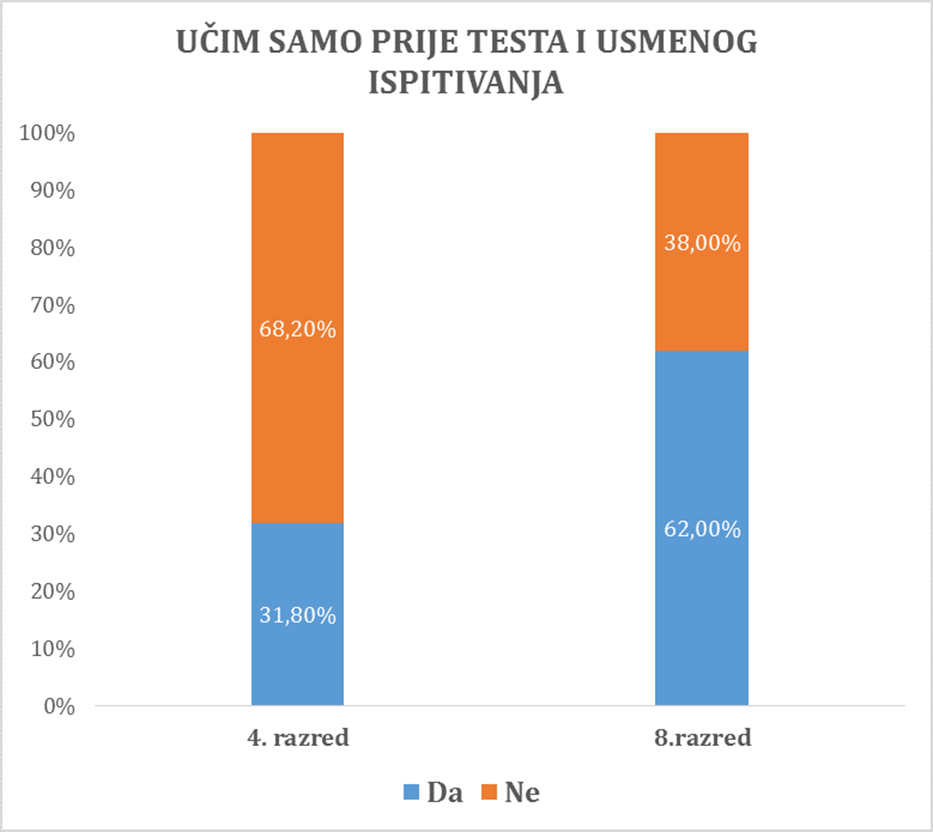 UČIM SAMO PRIJE TESTA I USMENOG
ISPITIVANJA
100%
90%
80%
70%
60%
50%
40%
30%
20%
10%
0%
68,20%
31,80%
38,00%
62,00%
4. razred
8.razred
Da
Ne